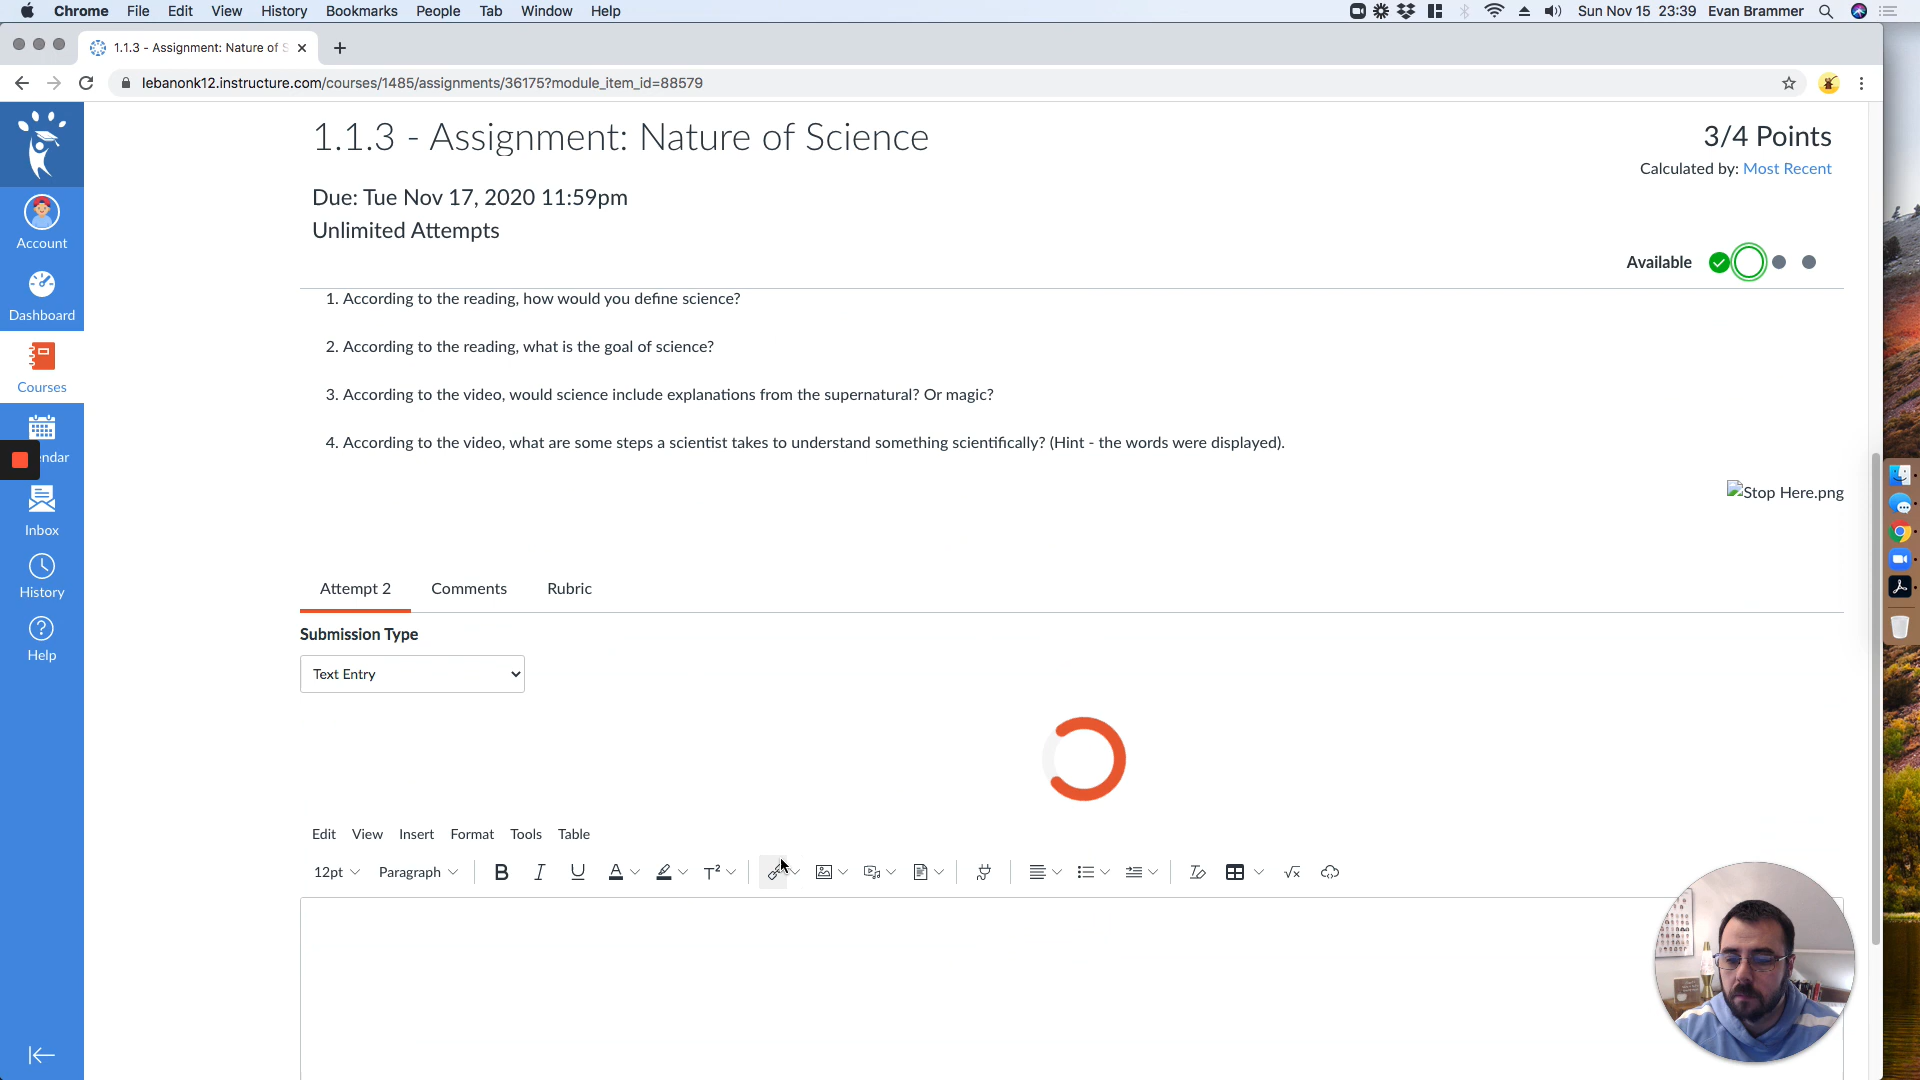 Chrome File Edit View History Bookmarks People Tab Window Help
Sun Nov 15 23:39 Evan Brammer
1.1.3 - Assignment: Nature of S
lebanonk12.instructure.com/courses/1485/assignments/36175?module_item_id=88579
1.1.3 - Assignment: Nature of Science
3/4 Points
Calculated by: Most Recent
Due: Tue Nov 17, 2020 11:59pm
Unlimited Attempts
Available
Account
Dashboard
Courses
endar
Inbox
History
Help
1. According to the reading, how would you define science?
2. According to the reading, what is the goal of science?
3. According to the video, would science include explanations from the supernatural? Or magic?
4. According to the video, what are some steps a scientist takes to understand something scientifically? (Hint - the words were displayed).
Stop Here.png
Attempt 2 Comments Rubric
Submission Type
Text Entry
Edit View Insert Format Tools Table
12pt Paragraph B I U A T²